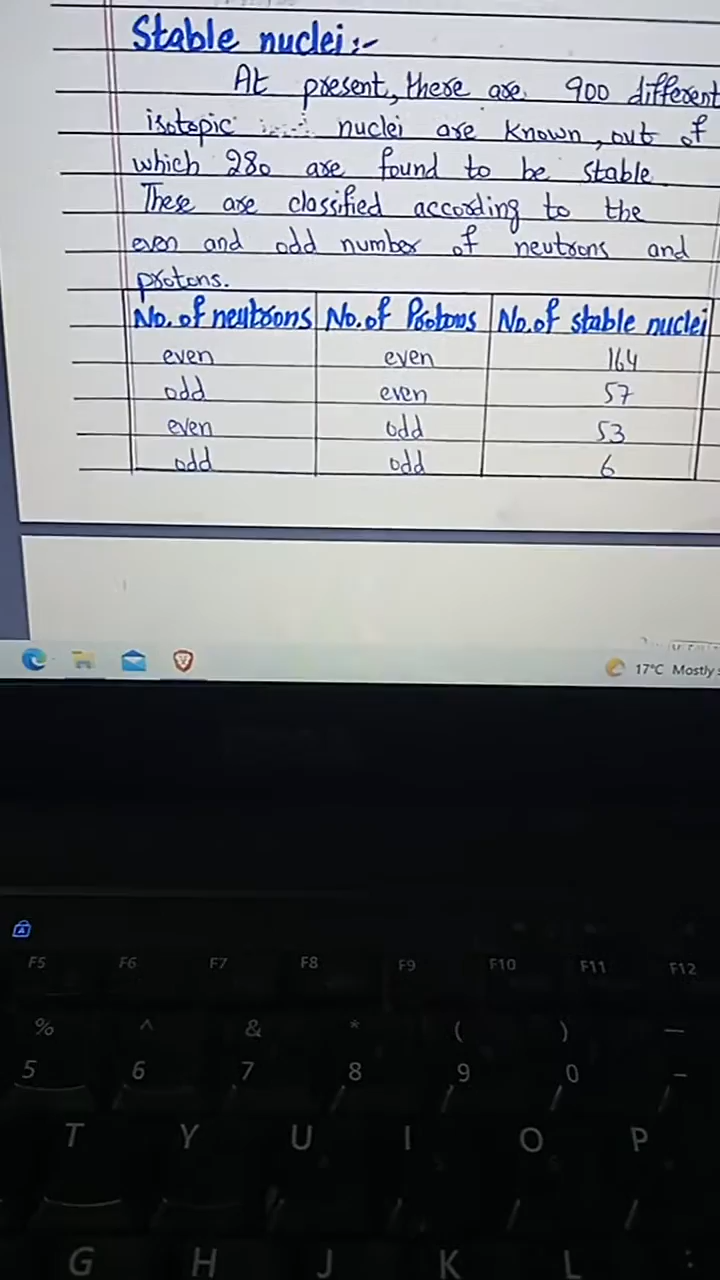 Stable nuclei:-
At present, there are 900 different
isotopic nuclei are known, out of
which 280 are found to be stable
These are classified according to the
even and odd number of neutrons and
protons.
No. of neutrons No. of Protons No. of stable nuclei
even even 164
odd even 57
even odd 53
odd odd 6
17°C Mostly
F5 F6 F7 F8 F9 F10 F11 F12
% ^ & * ( ) —
5 6 7 8 9 0 -
T Y U I O P
G H J K L :